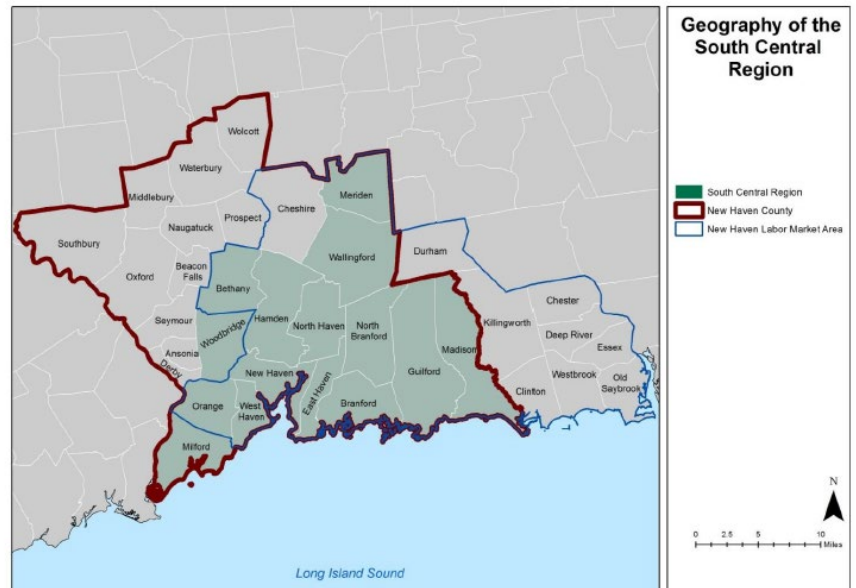 Geography of the
South Central
Region
South Central Region
New Haven County
New Haven Labor Market Area
Wolcott
Waterbury
Middlebury
Meriden
Cheshire
Prospect
Naugatuck
Southbury
Durham
Wallingford
Beacon
Falls
Oxford
Bethany
Chester
Seymour
Woodbridge
Hamden
North Haven
North
Branford
Killingworth
Deep River
Essex
Madison
Ansonia
Derby
New Haven
East Haven
Guilford
Westbrook
Old
Saybrook
Clinton
Orange
West
Haven
Branford
Milford
Long Island Sound
N
0 2.5 5 10
Miles